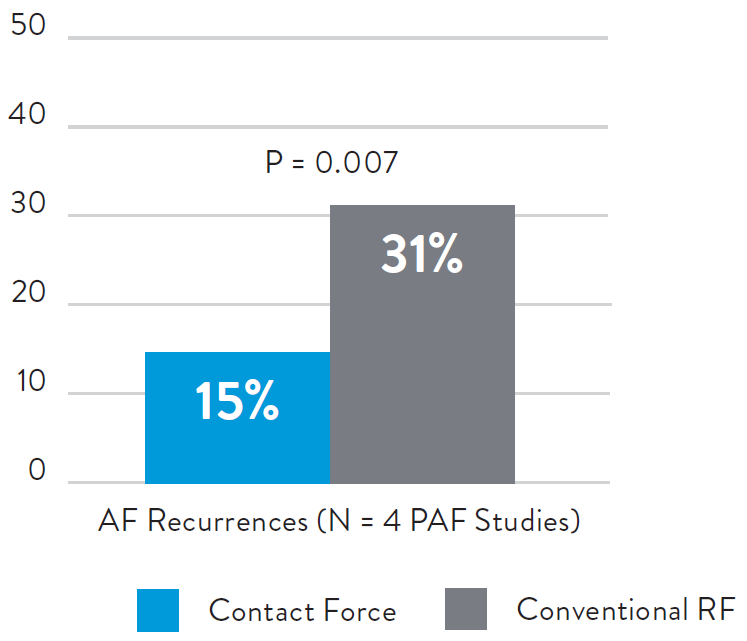 50
40
P = 0.007
30
31%
20
15%
10
0
AF Recurrences (N = 4 PAF Studies)
Contact Force
Conventional RF